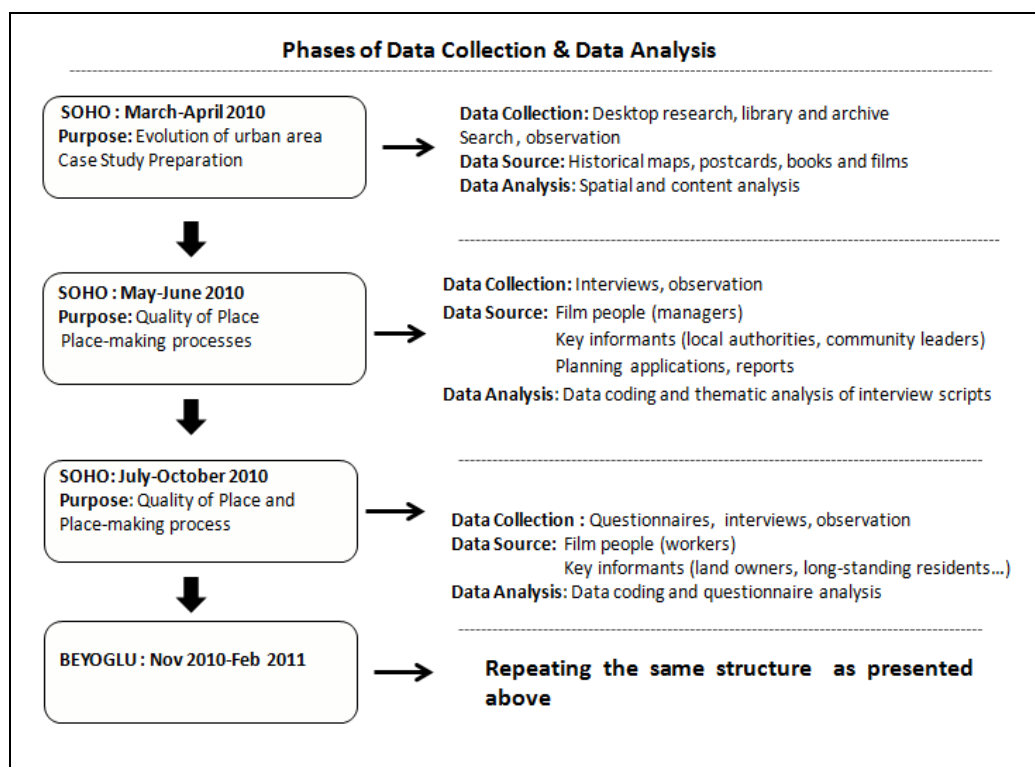 Phases of Data Collection & Data Analysis
SOHO : March-April 2010
Purpose: Evolution of urban area
Case Study Preparation
Data Collection: Desktop research, library and archive
Search , observation
Data Source: Historical maps, postcards, books and films
Data Analysis: Spatial and content analysis
SOHO : May-June 2010
Purpose: Quality of Place
Place-making processes
Data Collection: Interviews, observation
Data Source: Film people (managers)
Key informants (local authorities, community leaders)
Planning applications, reports
Data Analysis: Data coding and thematic analysis of interview scripts
SOHO: July-October 2010
Purpose: Quality of Place and
Place-making process
Data Collection : Questionnaires, interviews, observation
Data Source: Film people (workers)
Key informants (land owners, long-standing residents...)
Data Analysis: Data coding and questionnaire analysis
BEYOGLU : Nov 2010-Feb 2011
Repeating the same structure as presented
above